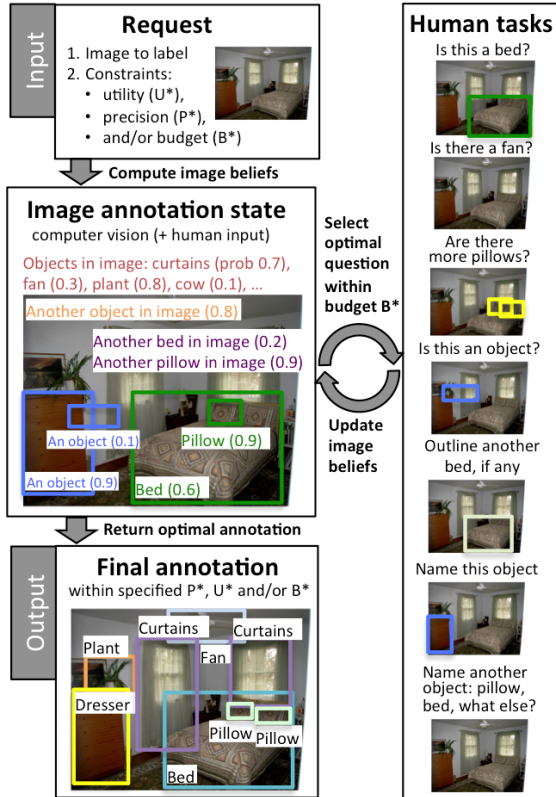 Input
Request
1. Image to label
2. Constraints:
• utility (U*),
• precision (P*),
• and/or budget (B*)
Compute image beliefs
Image annotation state
computer vision (+ human input)
Objects in image: curtains (prob 0.7),
fan (0.3), plant (0.8), cow (0.1), ...
Another object in image (0.8)
Another bed in image (0.2)
Another pillow in image (0.9)
An object (0.1)
Pillow (0.9)
An object (0.9)
Bed (0.6)
Select
optimal
question
within
budget B*
Update
image
beliefs
Return optimal annotation
Output
Final annotation
within specified P*, U* and/or B*
Curtains
Curtains
Plant
Fan
Dresser
Pillow
Pillow
Bed
Human tasks
Is this a bed?
Is there a fan?
Are there
more pillows?
Is this an object?
Outline another
bed, if any
Name this object
Name another
object: pillow,
bed, what else?